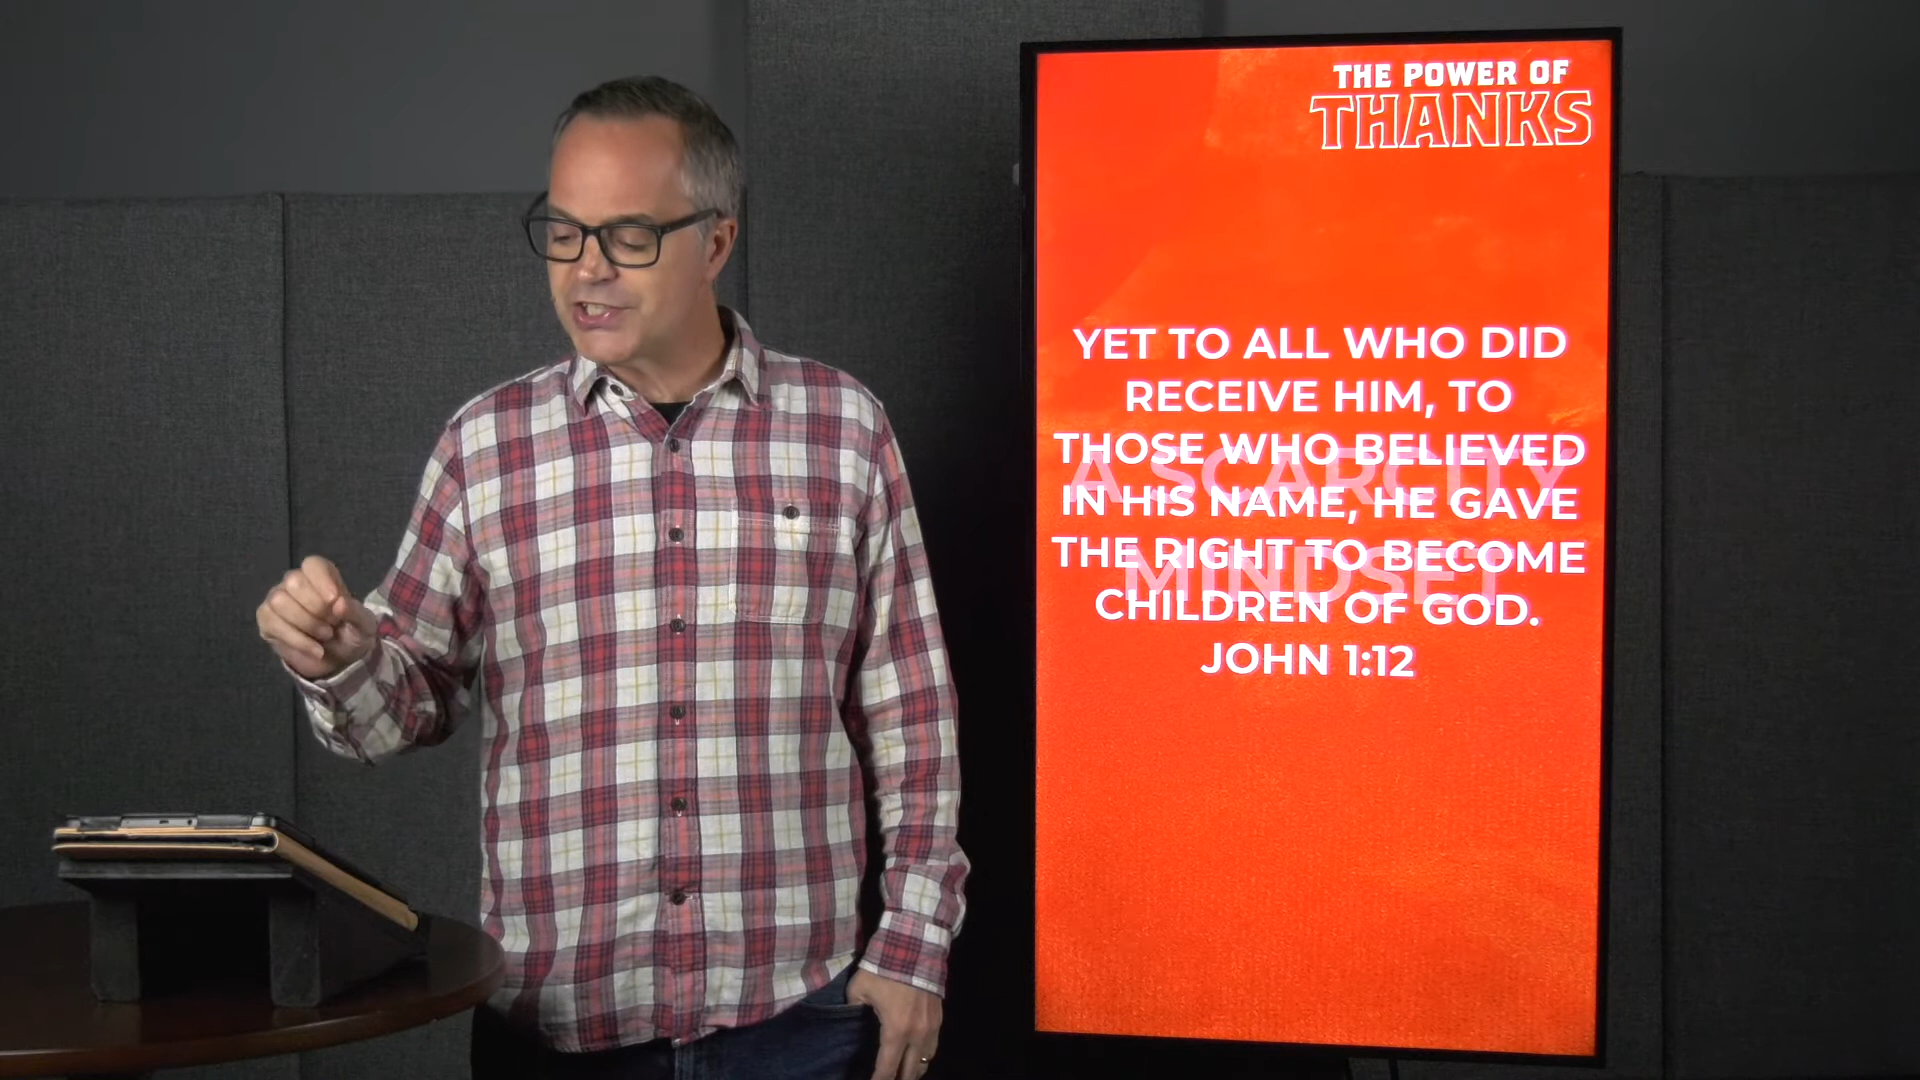 THE POWER OF
THANKS
YET TO ALL WHO DID
RECEIVE HIM, TO
THOSE WHO BELIEVED
A SCARCITY
IN HIS NAME, HE GAVE
THE RIGHT TO BECOME
MINDSET
CHILDREN OF GOD.
JOHN 1:12